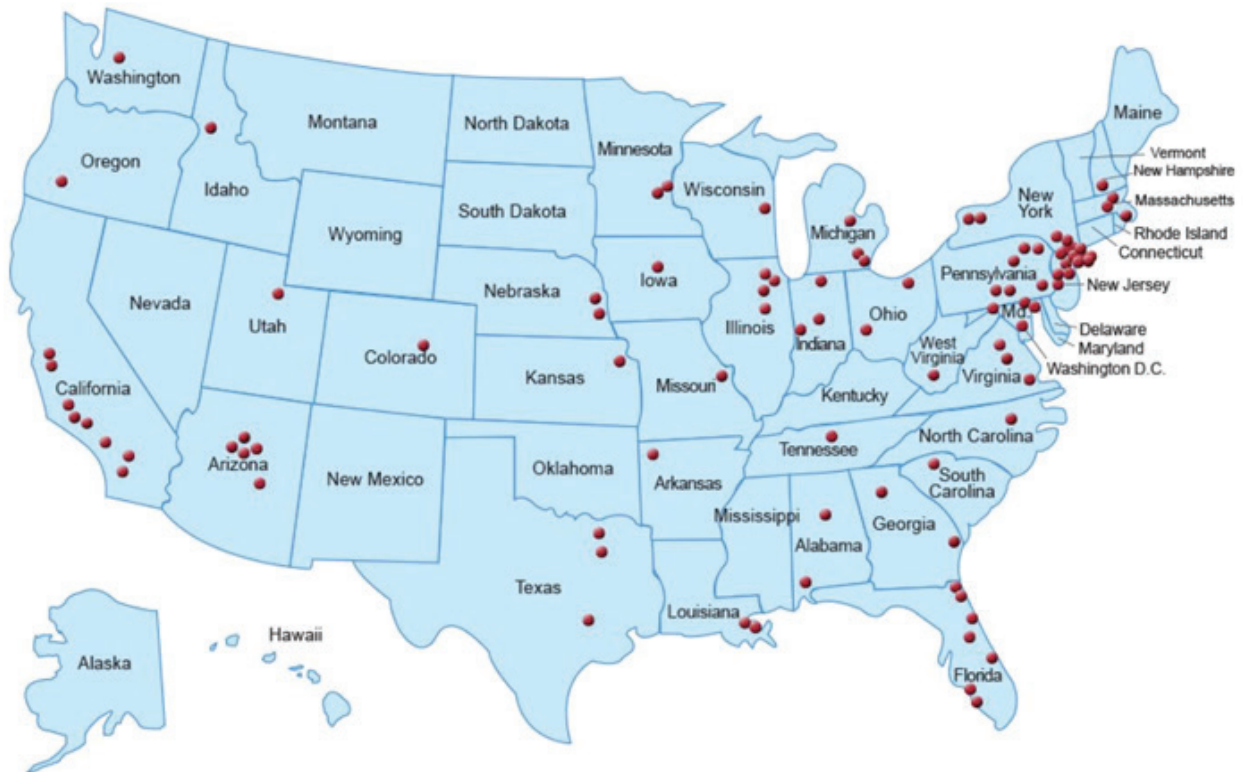 Washington
Montana
North Dakota
Minnesota
Maine
Vermont
New Hampshire
Oregon
Idaho
South Dakota
Wisconsin
Michigan
New
York
Massachusetts
Rhode Island
Connecticut
Wyoming
Nebraska
Iowa
Pennsylvania
New Jersey
Nevada
Utah
Colorado
Illinois
Indiana
Ohio
Md.
Delaware
Maryland
Washington D.C.
West
Virginia
Virginia
California
Kansas
Missouri
Kentucky
Arizona
New Mexico
Oklahoma
Arkansas
Tennessee
North Carolina
South
Carolina
Mississippi
Alabama
Georgia
Texas
Louisiana
Florida
Hawaii
Alaska